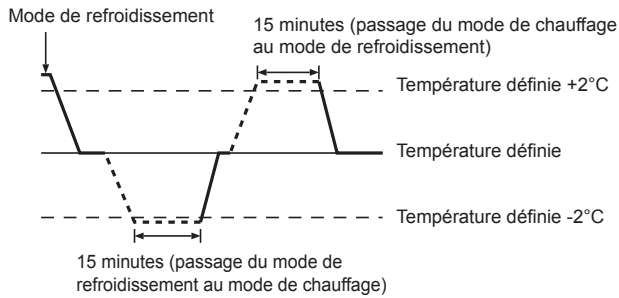 Mode de refroidissement
15 minutes (passage du mode de chauffage
au mode de refroidissement)
Température définie +2°C
Température définie
Température définie -2°C
15 minutes (passage du mode de
refroidissement au mode de chauffage)